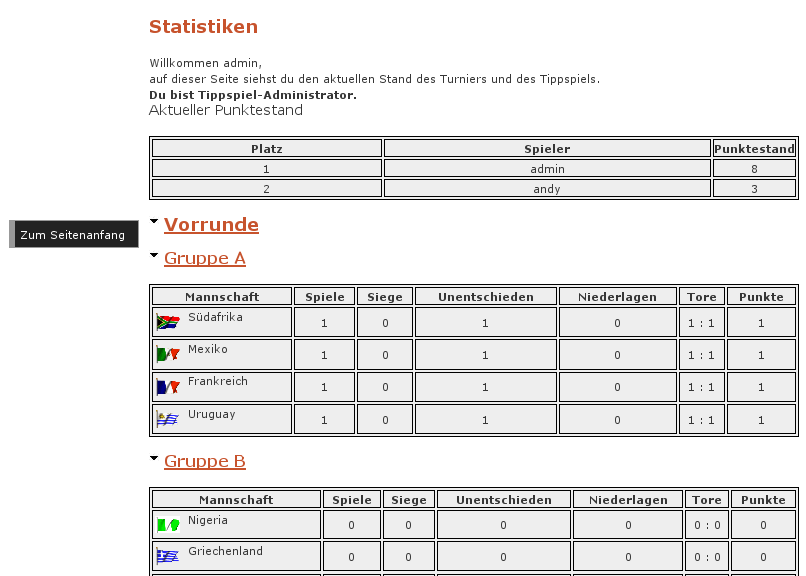 Statistiken
Willkommen admin,
auf dieser Seite siehst du den aktuellen Stand des Turniers und des Tippspiels.
Du bist Tippspiel-Administrator.
Aktueller Punktestand
Platz Spieler Punktestand
1 admin 8
2 andy 3
Vorrunde
Zum Seitenanfang
Gruppe A
Mannschaft Spiele Siege Unentschieden Niederlagen Tore Punkte
Südafrika 1 0 1 0 1 : 1 1
Mexiko 1 0 1 0 1 : 1 1
Frankreich 1 0 1 0 1 : 1 1
Uruguay 1 0 1 0 1 : 1 1
Gruppe B
Mannschaft Spiele Siege Unentschieden Niederlagen Tore Punkte
Nigeria 0 0 0 0 0 : 0 0
Griechenland 0 0 0 0 0 : 0 0